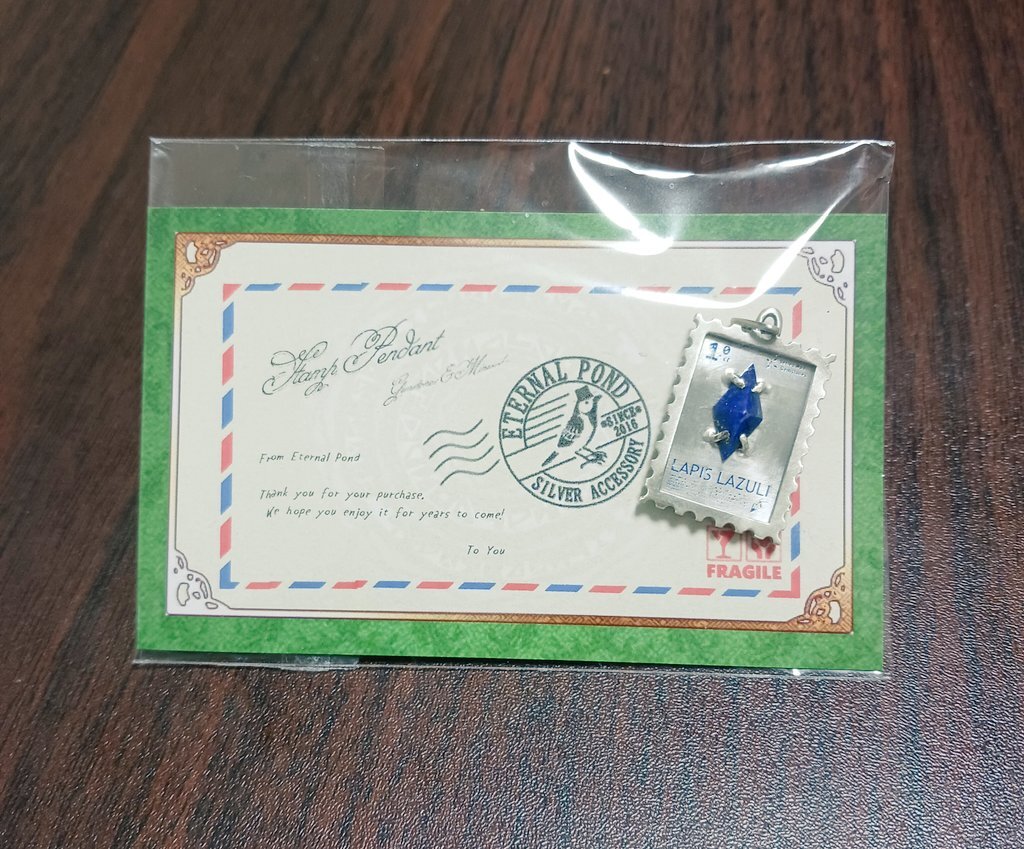 Stamp Pendant
From Eternal Pond
Thank you for your purchase.
We hope you enjoy it for years to come!
To You
ETERNAL POND
SINCE
2016
SILVER ACCESSORY
LAPIS LAZULI
FRAGILE